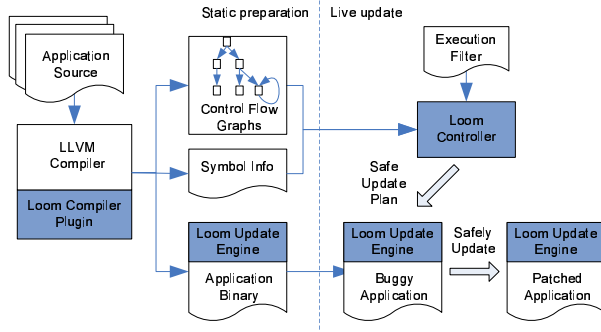 Static preparation
Live update
Application
Source
Control Flow
Graphs
Execution
Filter
LLVM
Compiler
Loom Compiler
Plugin
Symbol Info
Loom
Controller
Safe
Update
Plan
Loom Update
Engine
Application
Binary
Loom Update
Engine
Buggy
Application
Safely
Update
Loom Update
Engine
Patched
Application